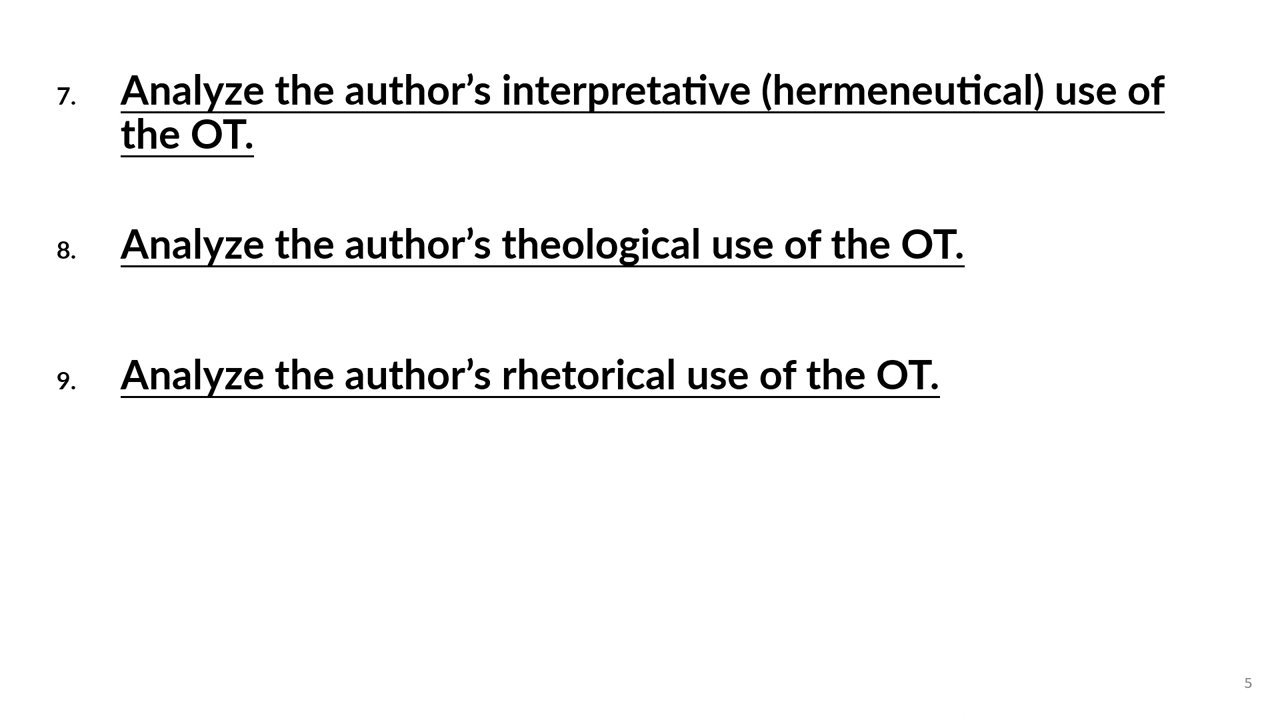 7. Analyze the author’s interpretative (hermeneutical) use of
the OT.
8. Analyze the author’s theological use of the OT.
9. Analyze the author’s rhetorical use of the OT.
5